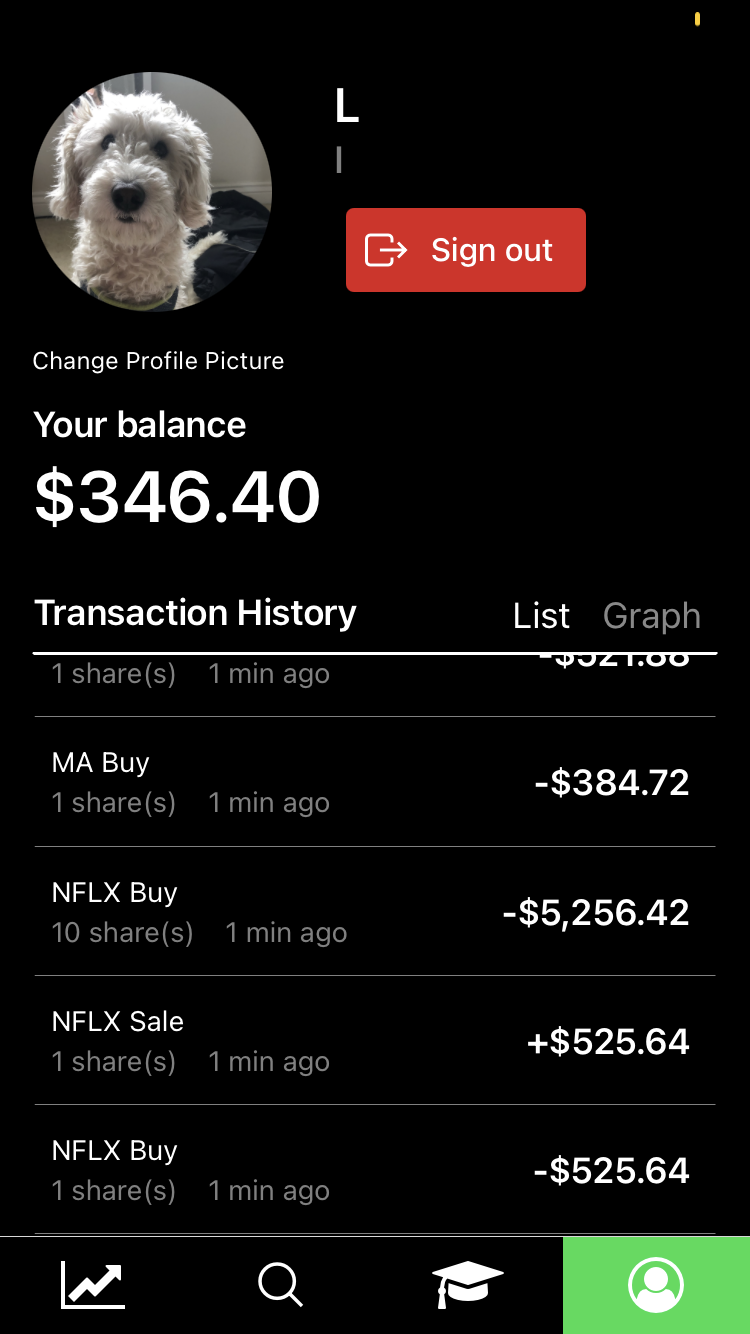 L
l
Sign out
Change Profile Picture
Your balance
$346.40
Transaction History List Graph
-$521.88
1 share(s) 1 min ago
MA Buy
1 share(s) 1 min ago
-$384.72
NFLX Buy
10 share(s) 1 min ago
-$5,256.42
NFLX Sale
1 share(s) 1 min ago
+$525.64
NFLX Buy
1 share(s) 1 min ago
-$525.64